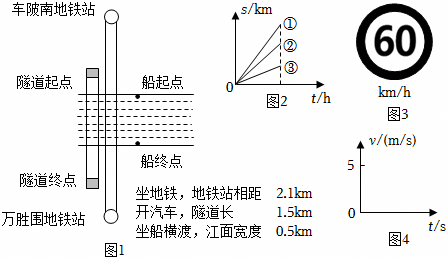 车陂南地铁站
隧道起点
船起点
船终点
隧道终点
万胜围地铁站
图1
坐地铁，地铁站相距 2.1km
开汽车，隧道长 1.5km
坐船横渡，江面宽度 0.5km
s/km
①
②
③
0
t/h
图2
60
km/h
图3
v/(m/s)
5
0
t/s
图4